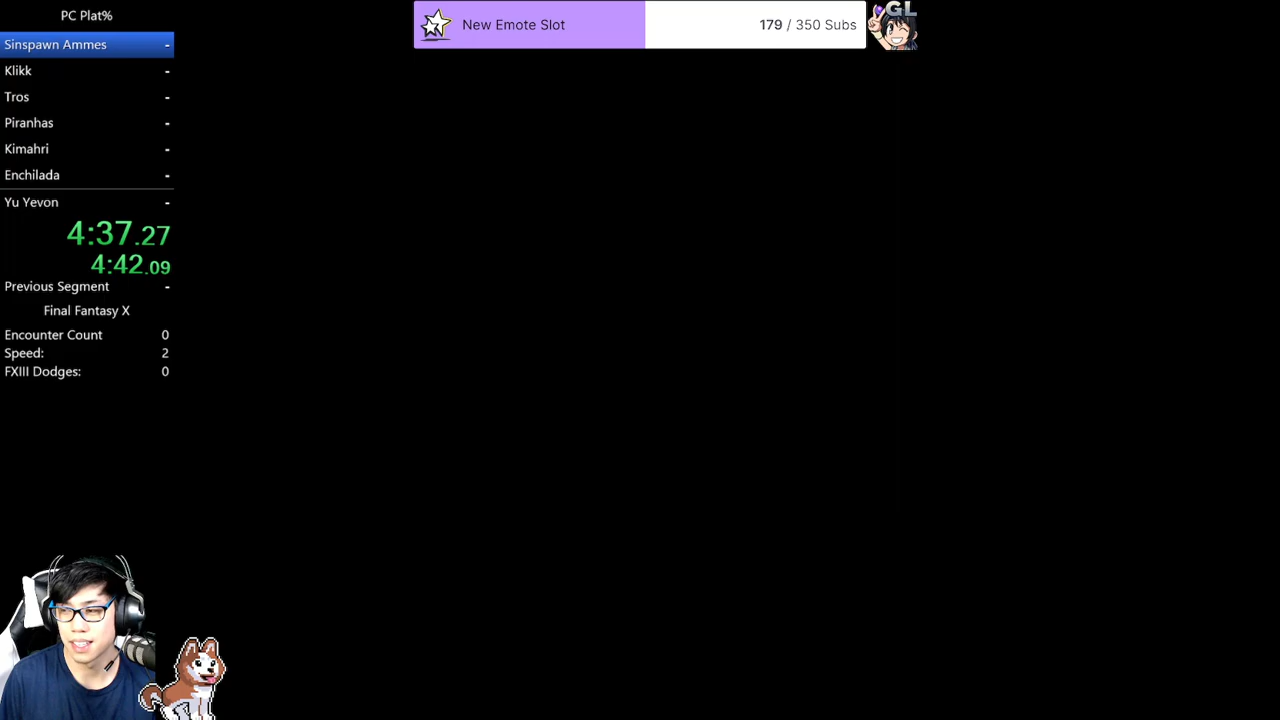 PC Plat%
Sinspawn Ammes -
Klikk -
Tros -
Piranhas -
Kimahri -
Enchilada -
Yu Yevon -
4:37.27
4:42.09
Previous Segment -
Final Fantasy X
Encounter Count 0
Speed: 2
FXIII Dodges: 0
New Emote Slot 179 / 350 Subs
GL